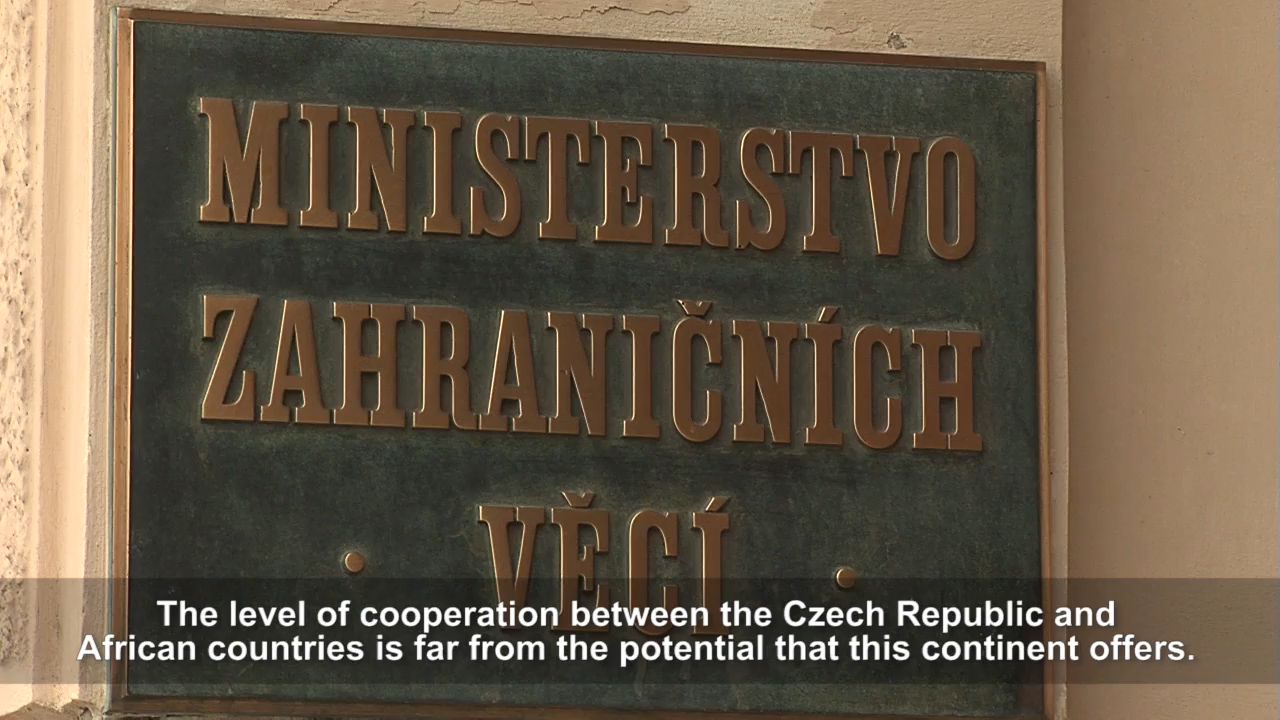 MINISTERSTVO
ZAHRANIČNÍCH
VĚCÍ
The level of cooperation between the Czech Republic and
African countries is far from the potential that this continent offers.